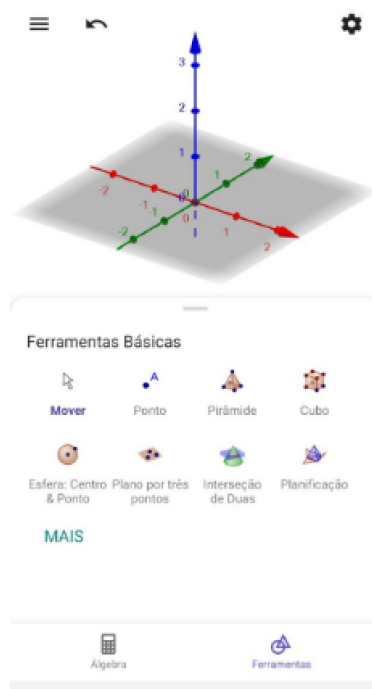 3
2
1
0
-2
-1
0
1
2
-2
-1
0
1
2
Ferramentas Básicas
Mover
A
Ponto
Pirâmide
Cubo
Esfera: Centro
& Ponto
Plano por três
pontos
Interseção
de Duas
Planificação
MAIS
Álgebra
Ferramentas